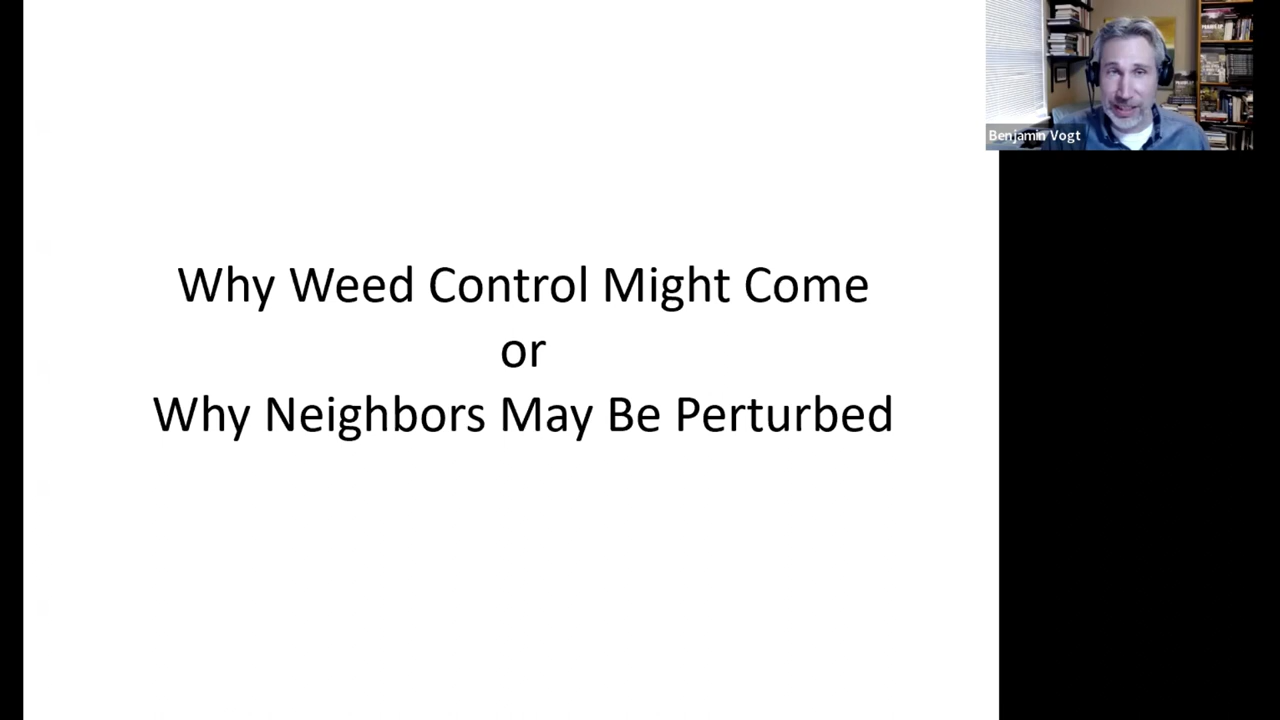 Why Weed Control Might Come
or
Why Neighbors May Be Perturbed
Benjamin Vogt